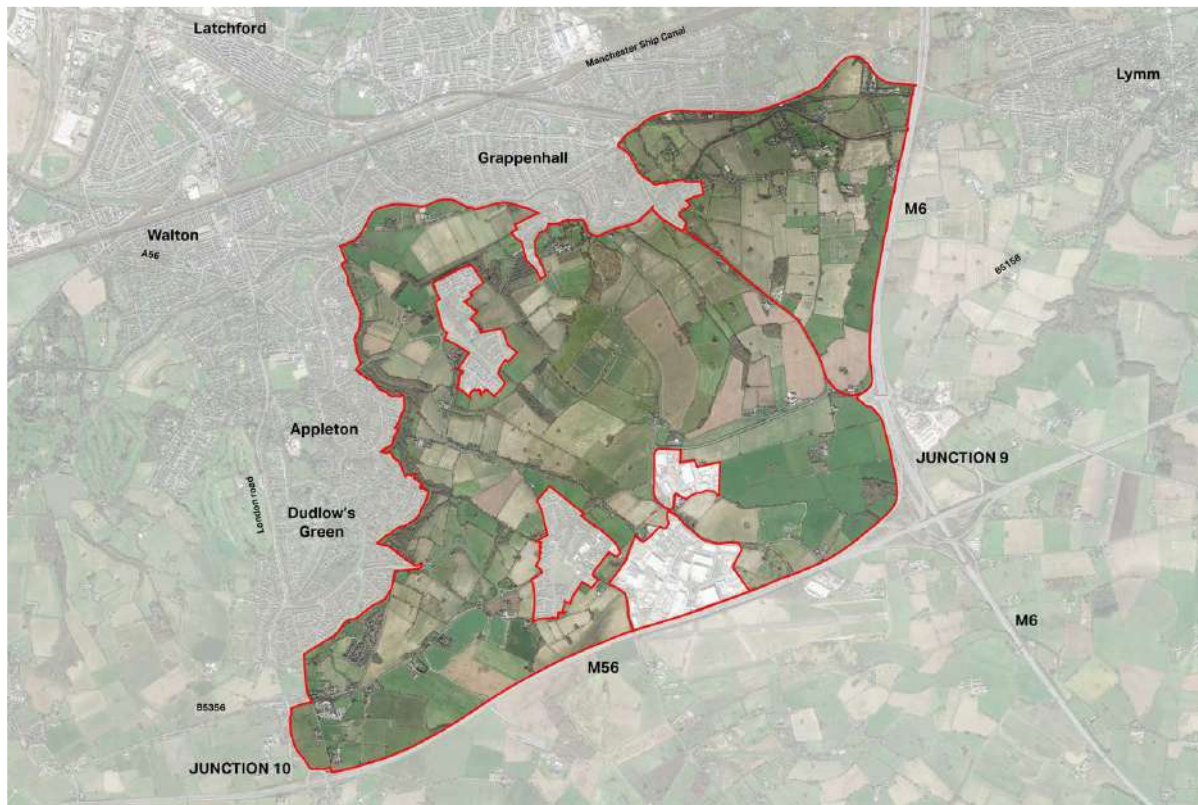 Latchford
Manchester Ship Canal
Lymm
Grappenhall
M6
Walton
A56
B5158
Appleton
London road
JUNCTION 9
Dudlow's
Green
M6
M56
B5356
JUNCTION 10